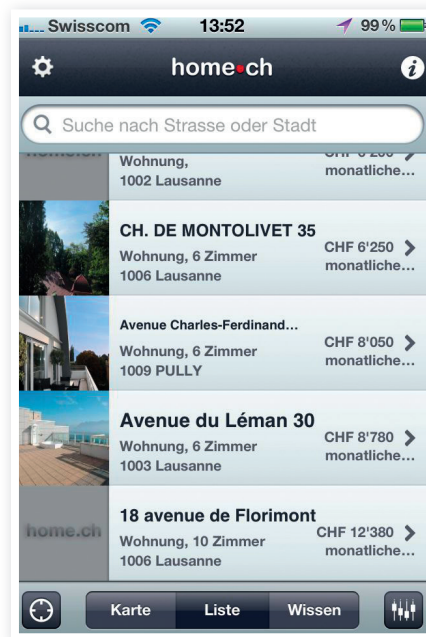 Swisscom 13:52 99%
home.ch
Suche nach Strasse oder Stadt
Wohnung,
1002 Lausanne
monatliche...
CH. DE MONTOLIVET 35
Wohnung, 6 Zimmer
1006 Lausanne
CHF 6'250
monatliche...
Avenue Charles-Ferdinand...
Wohnung, 6 Zimmer
1009 PULLY
CHF 8'050
monatliche...
Avenue du Léman 30
Wohnung, 6 Zimmer
1003 Lausanne
CHF 8'780
monatliche...
home.ch
18 avenue de Florimont
Wohnung, 10 Zimmer
1006 Lausanne
CHF 12'380
monatliche...
Karte Liste Wissen